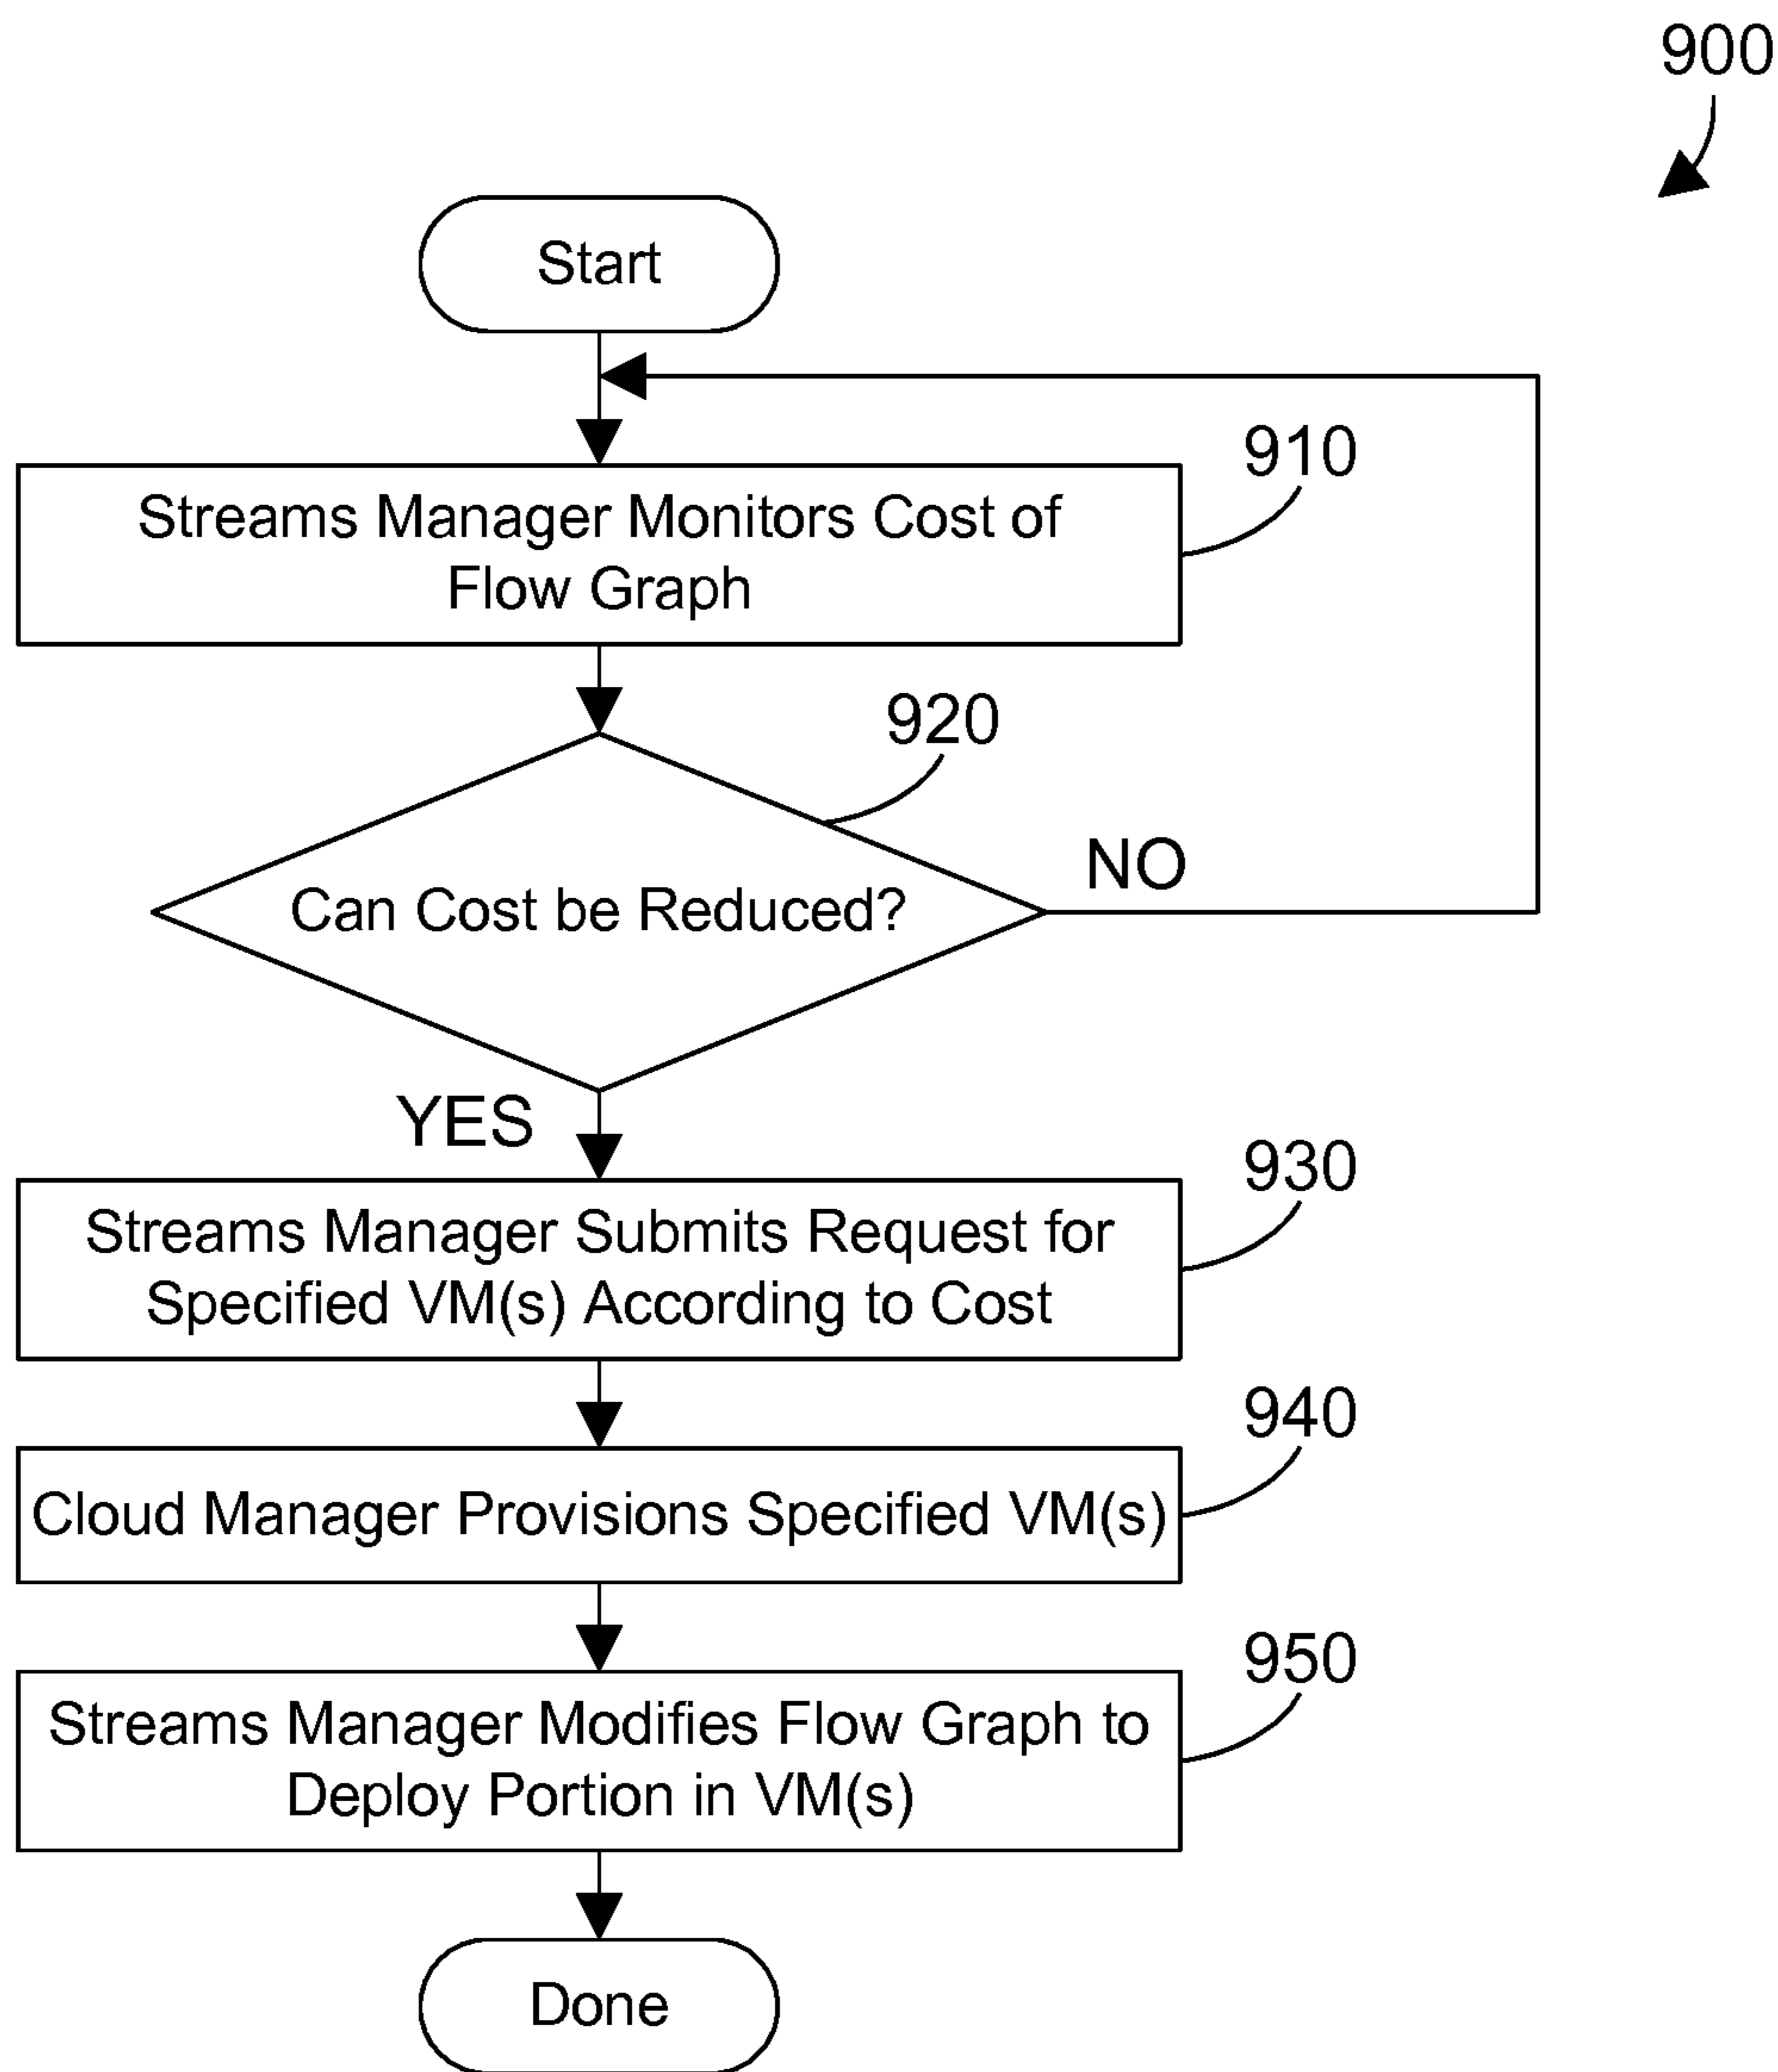 900
Start
910
Streams Manager Monitors Cost of
Flow Graph
920
Can Cost be Reduced?
NO
YES
930
Streams Manager Submits Request for
Specified VM(s) According to Cost
940
Cloud Manager Provisions Specified VM(s)
950
Streams Manager Modifies Flow Graph to
Deploy Portion in VM(s)
Done